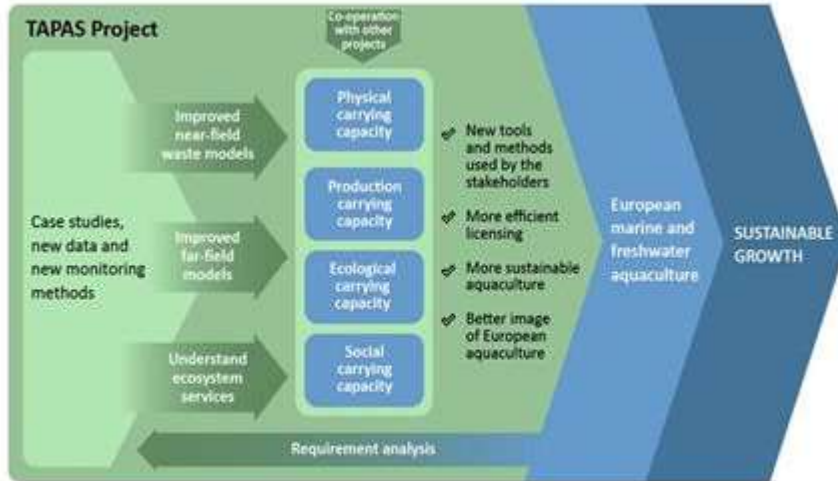 TAPAS Project
Co-operation
with other
projects
Case studies,
new data and
new monitoring
methods
Improved
near-field
waste models
Improved
far-field
models
Understand
ecosystem
services
Physical
carrying
capacity
Production
carrying
capacity
Ecological
carrying
capacity
Social
carrying
capacity
New tools
and methods
used by the
stakeholders
More efficient
licensing
More sustainable
aquaculture
Better image
of European
aquaculture
European
marine and
freshwater
aquaculture
SUSTAINABLE
GROWTH
Requirement analysis